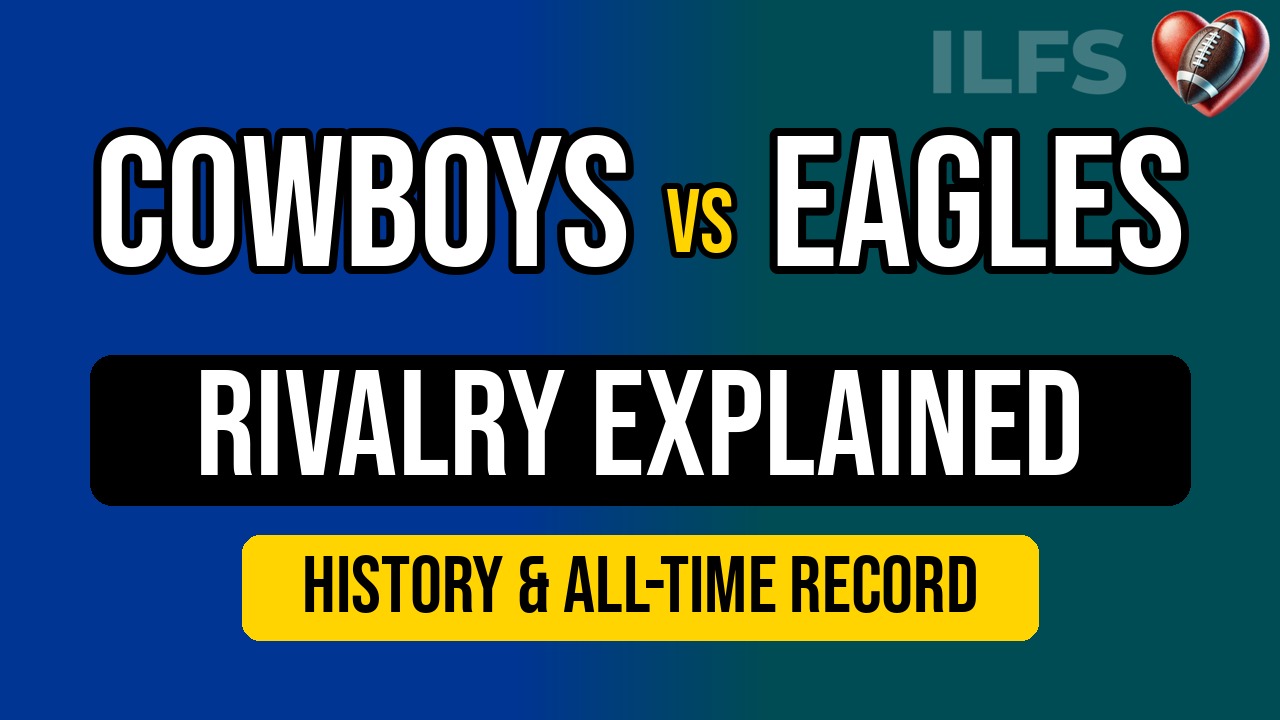 ILFS
COWBOYS VS EAGLES
RIVALRY EXPLAINED
HISTORY & ALL-TIME RECORD